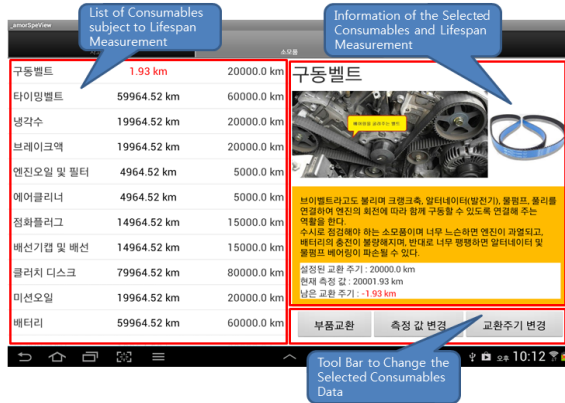 _smorSpeView
List of Consumables
subject to Lifespan
Measurement
Information of the Selected
Consumables and Lifespan
Measurement
소모품
구동벨트 1.93 km 20000.0 km
타이밍벨트 59964.52 km 60000.0 km
냉각수 19964.52 km 20000.0 km
브레이크액 19964.52 km 20000.0 km
엔진오일 및 필터 4964.52 km 5000.0 km
에어클리너 4964.52 km 5000.0 km
점화플러그 14964.52 km 15000.0 km
배선기캡 및 배선 14964.52 km 15000.0 km
클러치 디스크 79964.52 km 80000.0 km
미션오일 19964.52 km 20000.0 km
배터리 59964.52 km 60000.0 km
구동벨트
브이벨트라고도 불리며 크랭크축, 알터네이터(발전기), 물펌프, 풀리를
연결하여 엔진의 회전에 따라 함께 구동할 수 있도록 연결해 주는
역활을 한다.
수시로 점검해야 하는 소모품이며 너무 느슨하면 엔진이 과열되고,
배터리의 충전이 불량해지며, 반대로 너무 팽팽하면 알터네이터 및
물펌프 베어링이 파손될 수 있다.
설정된 교환 주기 : 20000.0 km
현재 측정 값 : 20001.93 km
남은 교환 주기 : -1.93 km
부품교환 측정 값 변경 교환주기 변경
오후 10:12
Tool Bar to Change the
Selected Consumables
Data